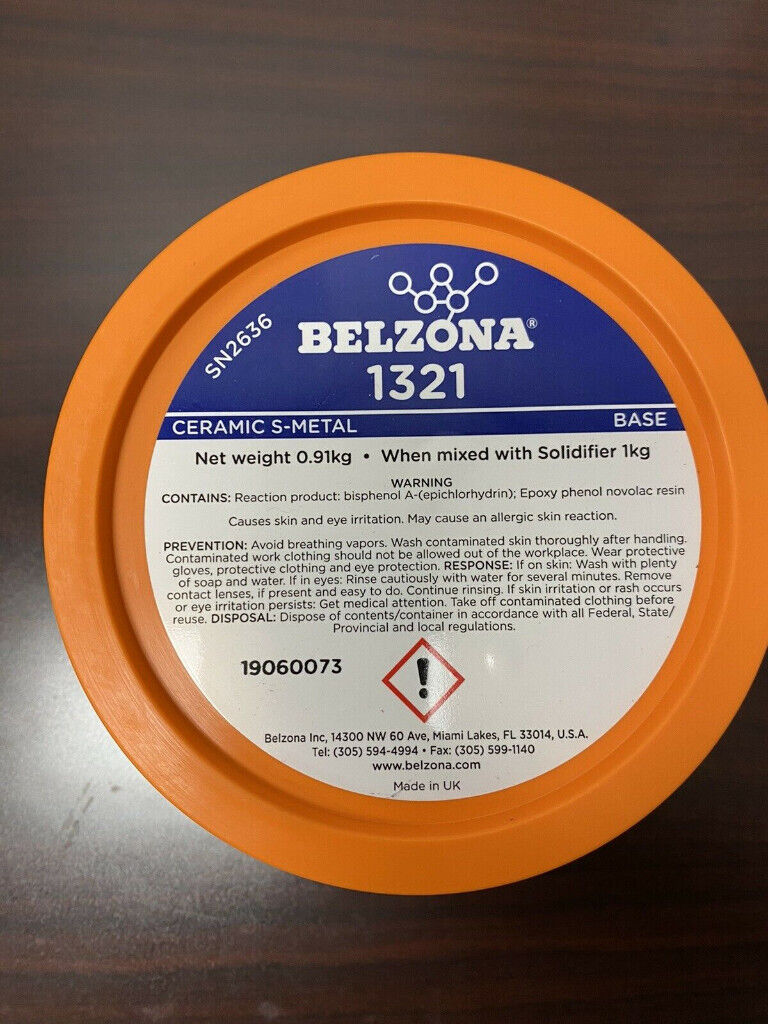 SN2636
BELZONA®
1321
CERAMIC S-METAL
BASE
Net weight 0.91kg • When mixed with Solidifier 1kg
WARNING
CONTAINS: Reaction product: bisphenol A-(epichlorhydrin); Epoxy phenol novolac resin
Causes skin and eye irritation. May cause an allergic skin reaction.
PREVENTION: Avoid breathing vapors. Wash contaminated skin thoroughly after handling.
Contaminated work clothing should not be allowed out of the workplace. Wear protective
gloves, protective clothing and eye protection. RESPONSE: If on skin: Wash with plenty
of soap and water. If in eyes: Rinse cautiously with water for several minutes. Remove
contact lenses, if present and easy to do. Continue rinsing. If skin irritation or rash occurs
or eye irritation persists: Get medical attention. Take off contaminated clothing before
reuse. DISPOSAL: Dispose of contents/container in accordance with all Federal, State/
Provincial and local regulations.
19060073
Belzona Inc, 14300 NW 60 Ave, Miami Lakes, FL 33014, U.S.A.
Tel: (305) 594-4994 • Fax: (305) 599-1140
www.belzona.com
Made in UK